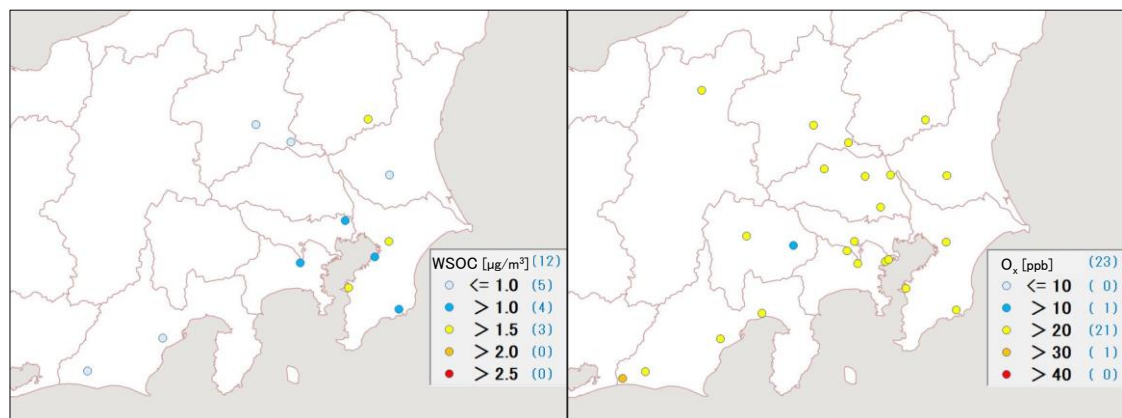 WSOC [μg/m³] (12)
<= 1.0 (5)
> 1.0 (4)
> 1.5 (3)
> 2.0 (0)
> 2.5 (0)
Oₓ [ppb] (23)
<= 10 ( 0)
> 10 ( 1)
> 20 (21)
> 30 ( 1)
> 40 ( 0)